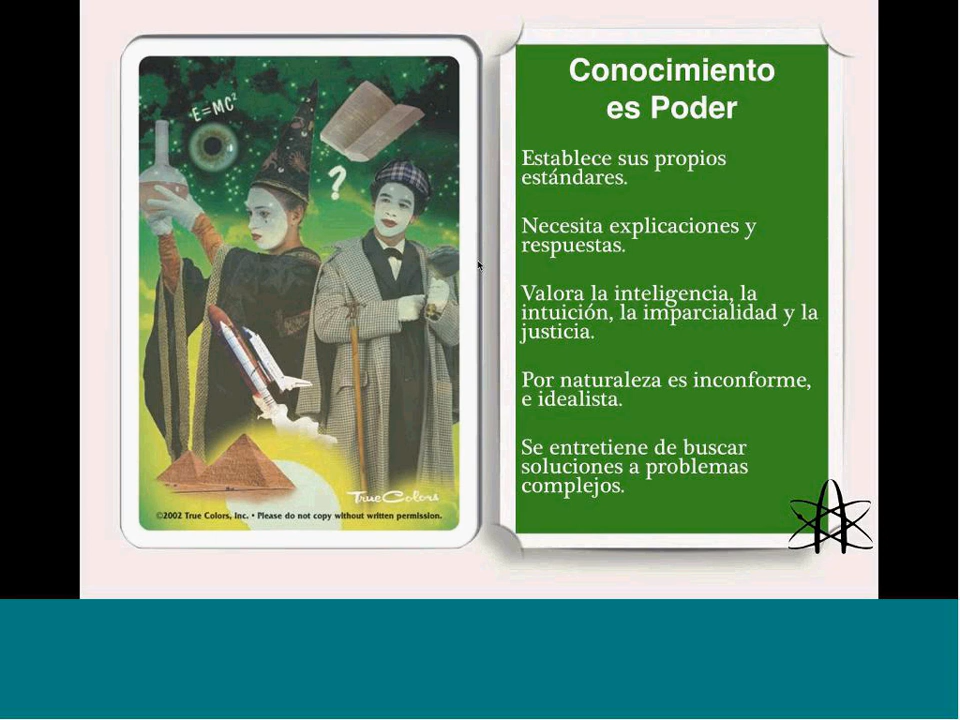 E=MC²
?
True Colors
©2002 True Colors, Inc. • Please do not copy without written permission.
Conocimiento
es Poder
Establece sus propios
estándares.
Necesita explicaciones y
respuestas.
Valora la inteligencia, la
intuición, la imparcialidad y la
justicia.
Por naturaleza es inconforme,
e idealista.
Se entretiene de buscar
soluciones a problemas
complejos.